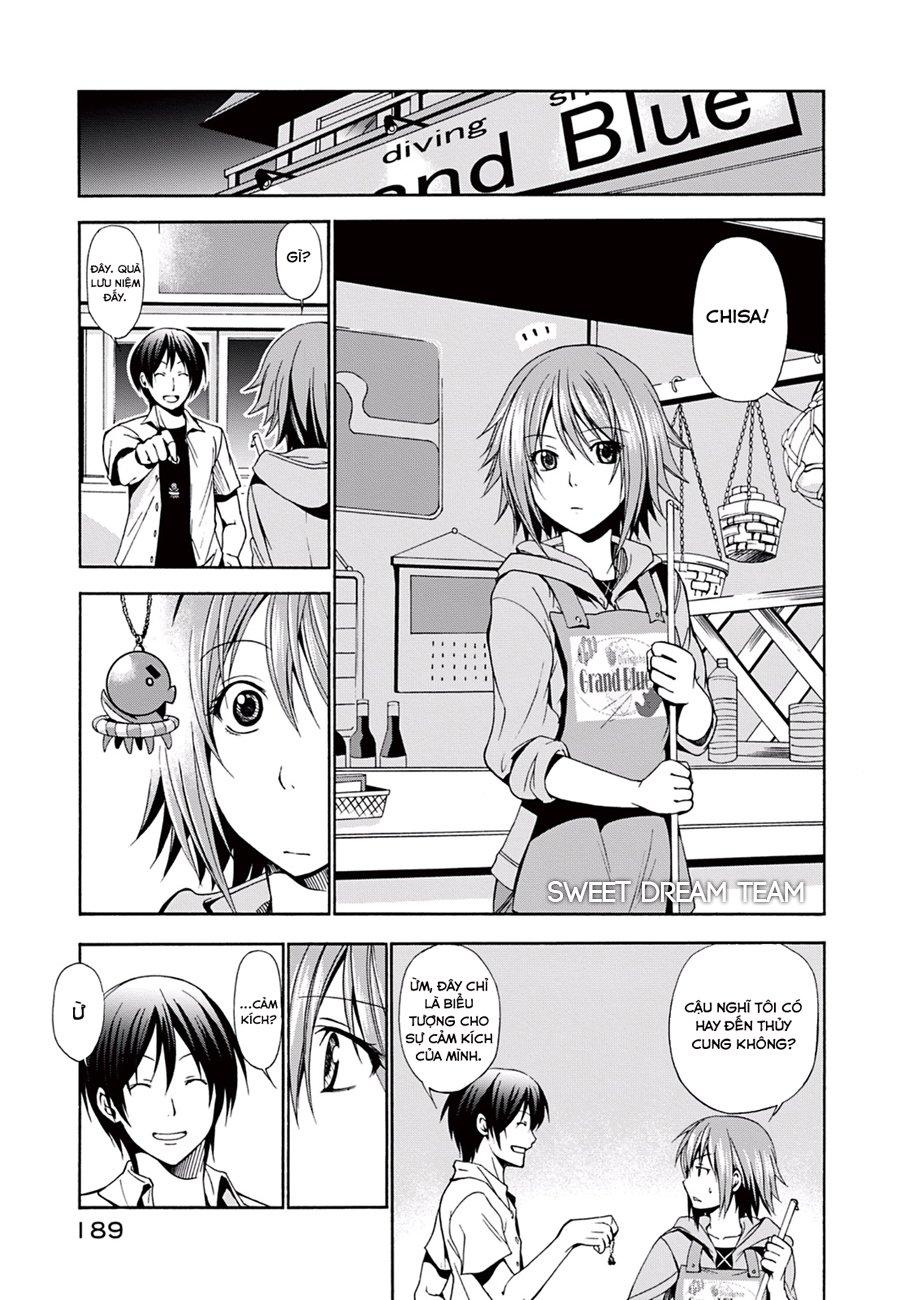 diving
Grand Blue
CHISA!
Grand Blue
GÌ?
ĐÂY. QUÀ
LƯU NIỆM
ĐẤY.
SWEET DREAM TEAM
CẬU NGHĨ TÔI CÓ
HAY ĐẾN THỦY
CUNG KHÔNG?
ỪM, ĐÂY CHỈ
LÀ BIỂU
TƯỢNG CHO
SỰ CẢM KÍCH
CỦA MÌNH.
...CẢM
KÍCH?
Ừ
189